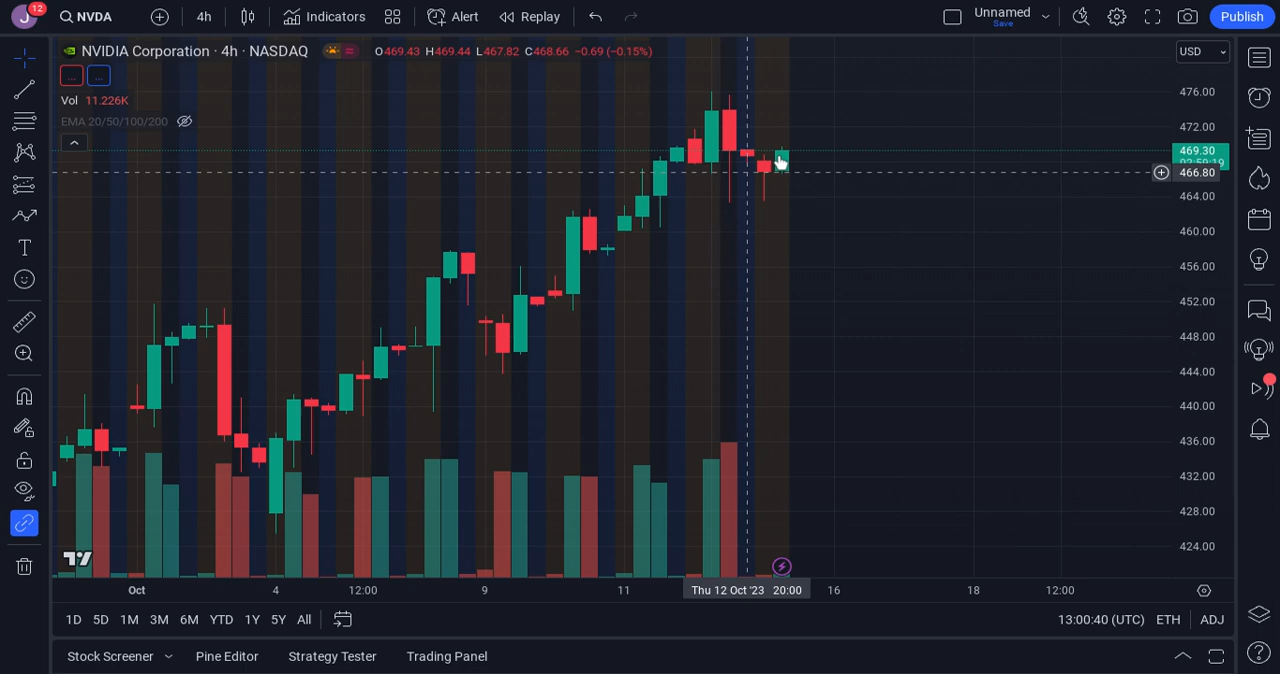 J 12 NVDA 4h Indicators Alert Replay Unnamed Save Publish
NVIDIA Corporation · 4h · NASDAQ O469.43 H469.44 L467.82 C468.66 −0.69 (−0.15%) USD
... ...
Vol 11.226K
EMA 20/50/100/200
476.00
472.00
469.30
02:59:19
466.80
464.00
460.00
456.00
452.00
448.00
444.00
440.00
436.00
432.00
428.00
424.00
Oct 4 12:00 9 11 Thu 12 Oct '23 20:00 16 18 12:00
1D 5D 1M 3M 6M YTD 1Y 5Y All 13:00:40 (UTC) ETH ADJ
Stock Screener Pine Editor Strategy Tester Trading Panel